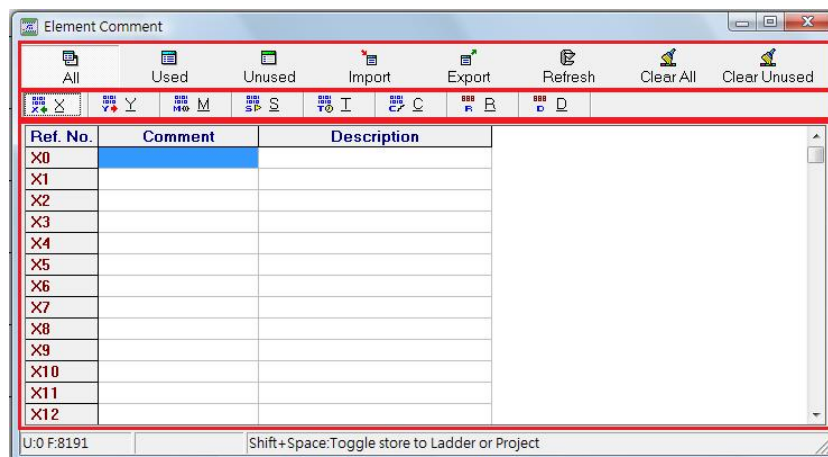 Element Comment
All Used Unused Import Export Refresh Clear All Clear Unused
X Y M S T C R D
Ref. No. Comment Description
X0
X1
X2
X3
X4
X5
X6
X7
X8
X9
X10
X11
X12
U:0 F:8191 Shift+Space:Toggle store to Ladder or Project